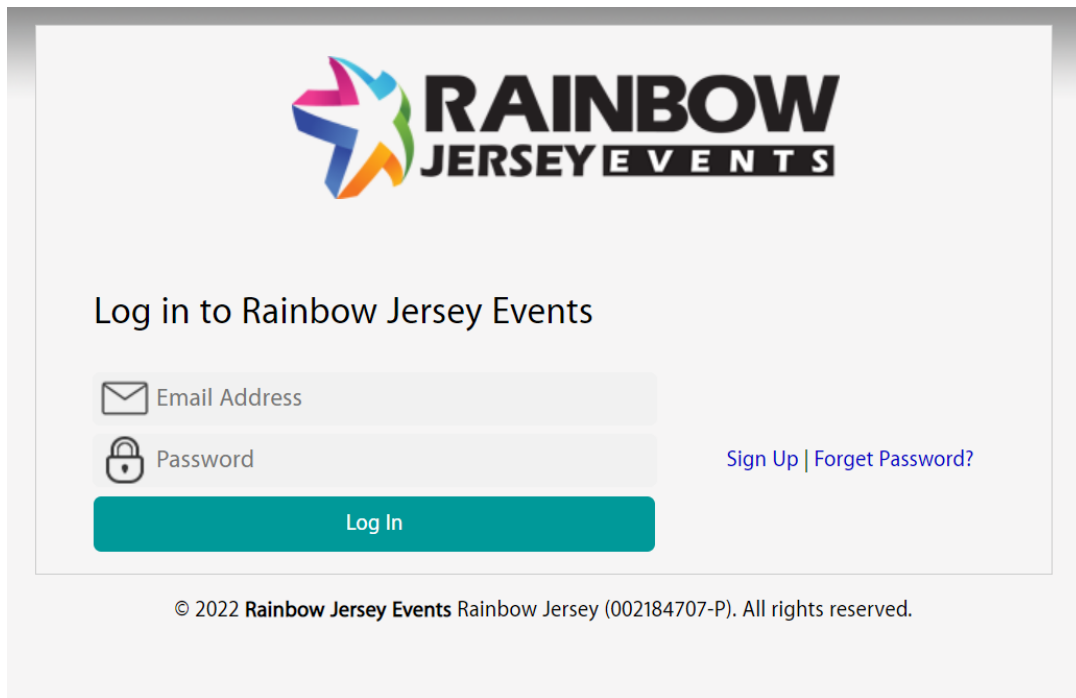 RAINBOW
JERSEY EVENTS
Log in to Rainbow Jersey Events
Email Address
Password
Sign Up | Forget Password?
Log In
© 2022 Rainbow Jersey Events Rainbow Jersey (002184707-P). All rights reserved.